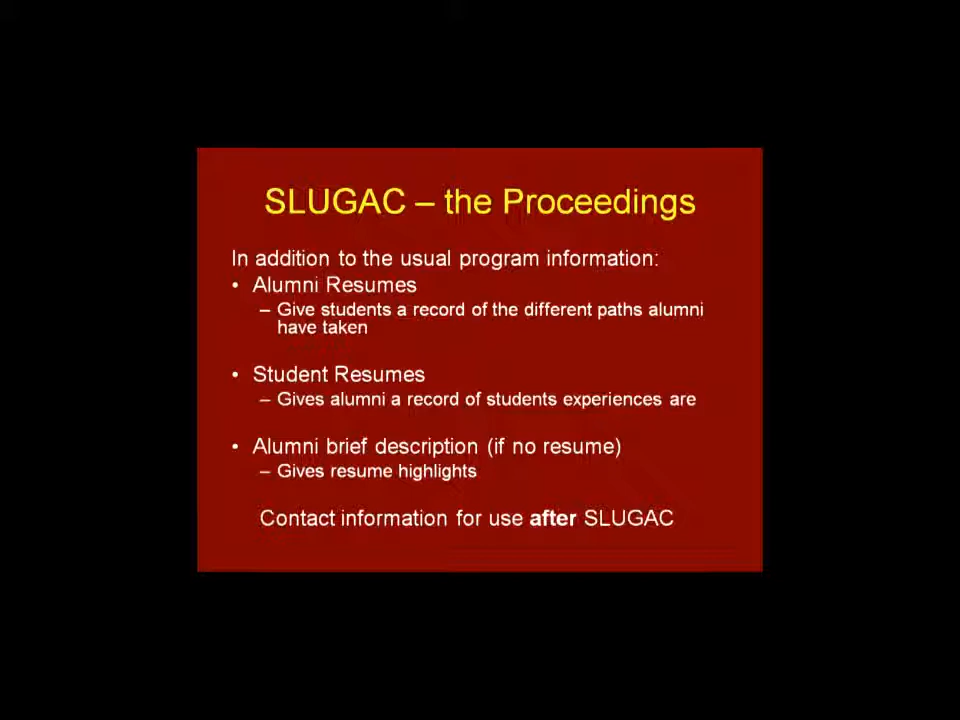 SLUGAC – the Proceedings
In addition to the usual program information:
• Alumni Resumes
– Give students a record of the different paths alumni
have taken
• Student Resumes
– Gives alumni a record of students experiences are
• Alumni brief description (if no resume)
– Gives resume highlights
Contact information for use after SLUGAC